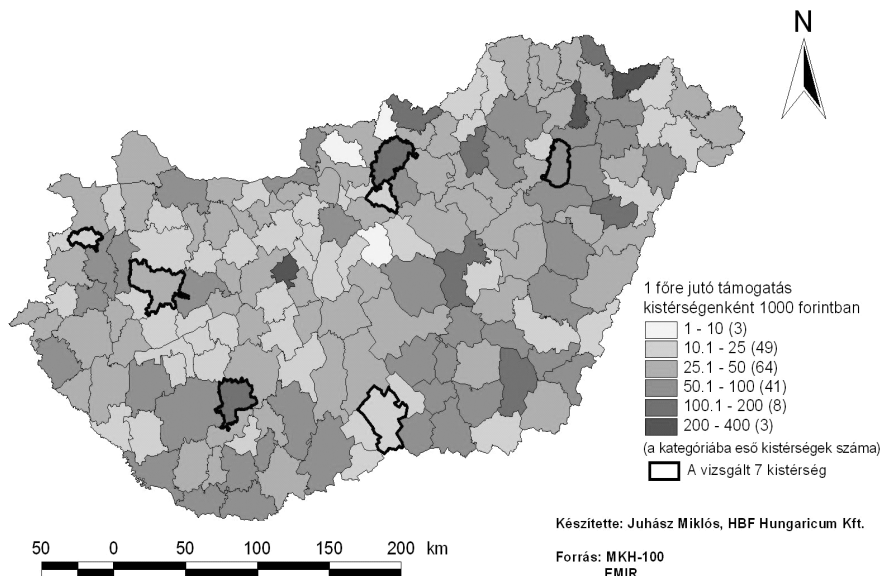 N
1 főre jutó támogatás
kistérségenként 1000 forintban
1 - 10 (3)
10.1 - 25 (49)
25.1 - 50 (64)
50.1 - 100 (41)
100.1 - 200 (8)
200 - 400 (3)
(a kategóriába eső kistérségek száma)
A vizsgált 7 kistérség
Készítette: Juhász Miklós, HBF Hungaricum Kft.
50 0 50 100 150 200 km
Forrás: MKH-100
EMIR